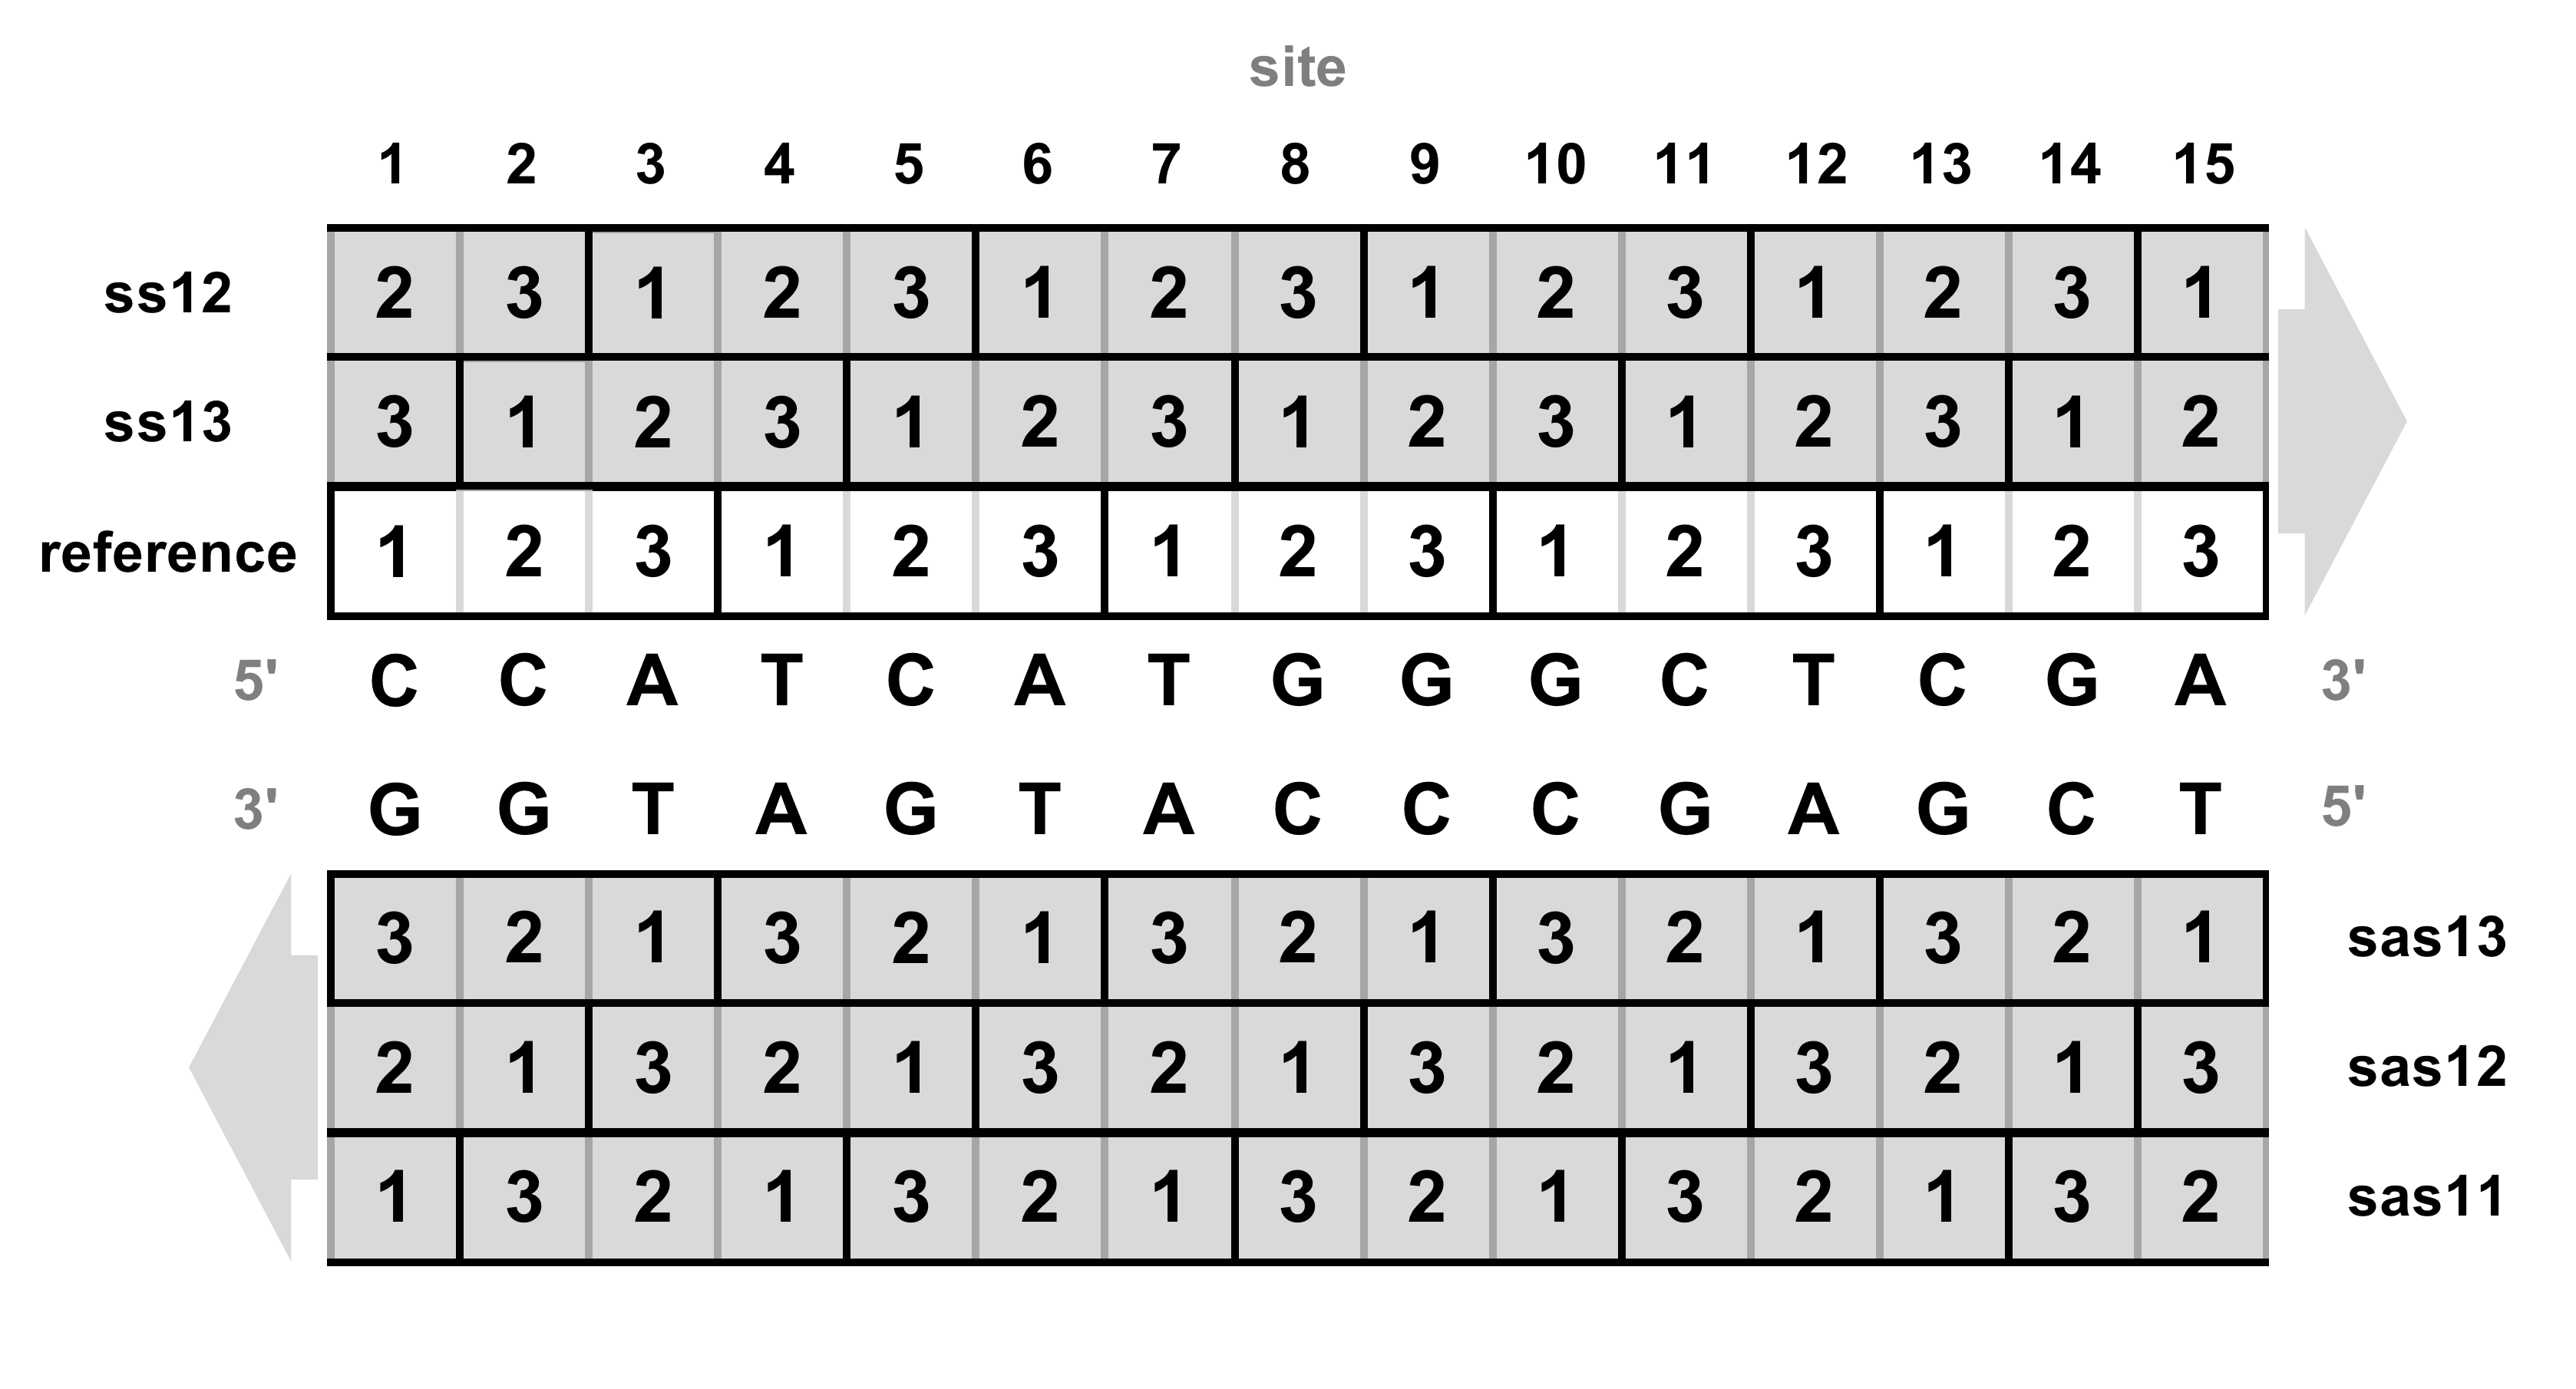 site
1 2 3 4 5 6 7 8 9 10 11 12 13 14 15
ss12 2 3 1 2 3 1 2 3 1 2 3 1 2 3 1
ss13 3 1 2 3 1 2 3 1 2 3 1 2 3 1 2
reference 1 2 3 1 2 3 1 2 3 1 2 3 1 2 3
5' C C A T C A T G G G C T C G A 3'
3' G G T A G T A C C C G A G C T 5'
3 2 1 3 2 1 3 2 1 3 2 1 3 2 1 sas13
2 1 3 2 1 3 2 1 3 2 1 3 2 1 3 sas12
1 3 2 1 3 2 1 3 2 1 3 2 1 3 2 sas11